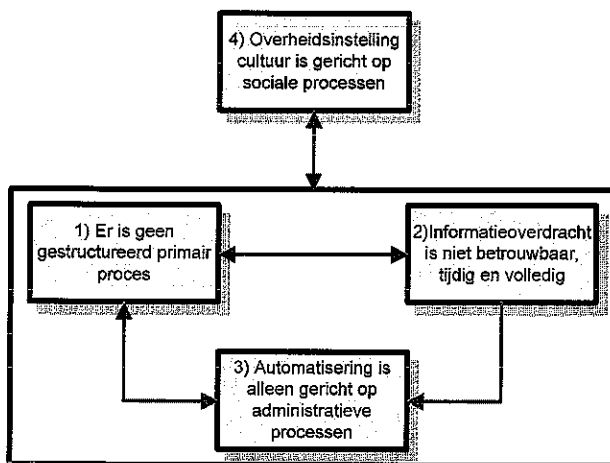 4) Overheidsinstelling
cultuur is gericht op
sociale processen
1) Er is geen
gestructureerd primair
proces
2)Informatieoverdracht
is niet betrouwbaar,
tijdig en volledig
3) Automatisering is
alleen gericht op
administratieve
processen